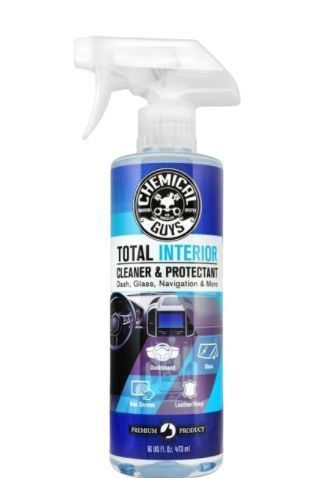 CHEMICAL
GUYS
TOTAL INTERIOR
CLEANER & PROTECTANT
Dash, Glass, Navigation & More
Dashboard
Glass
Nav Screens
Leather/Vinyl
PREMIUM PRODUCT
16 US FL. Oz. 473 ml